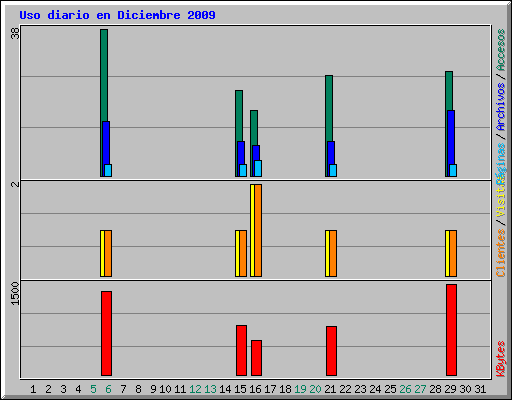 Uso diario en Diciembre 2009
38
2
1500
Páginas / Archivos / Accesos
Clientes / Visitas
KBytes
1 2 3 4 5 6 7 8 9 10 11 12 13 14 15 16 17 18 19 20 21 22 23 24 25 26 27 28 29 30 31